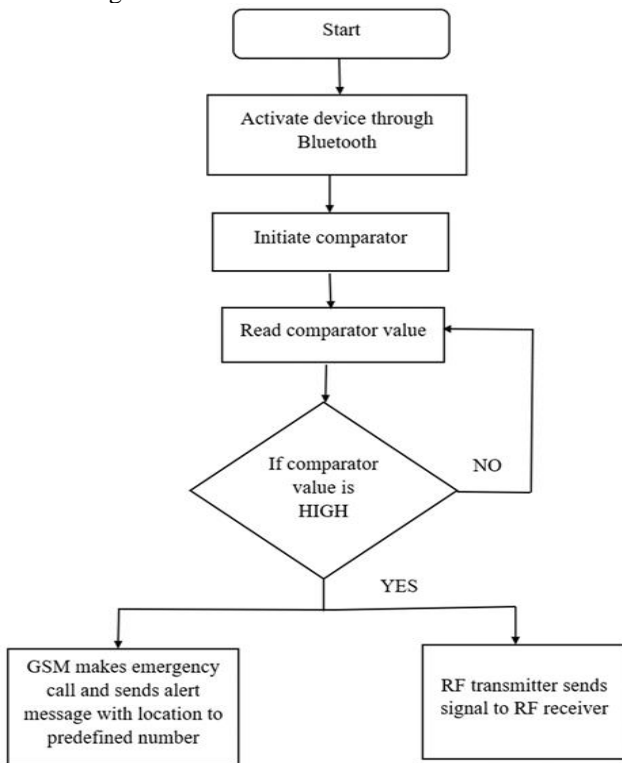 Start
Activate device through
Bluetooth
Initiate comparator
Read comparator value
If comparator
value is
HIGH
NO
YES
GSM makes emergency
call and sends alert
message with location to
predefined number
RF transmitter sends
signal to RF receiver